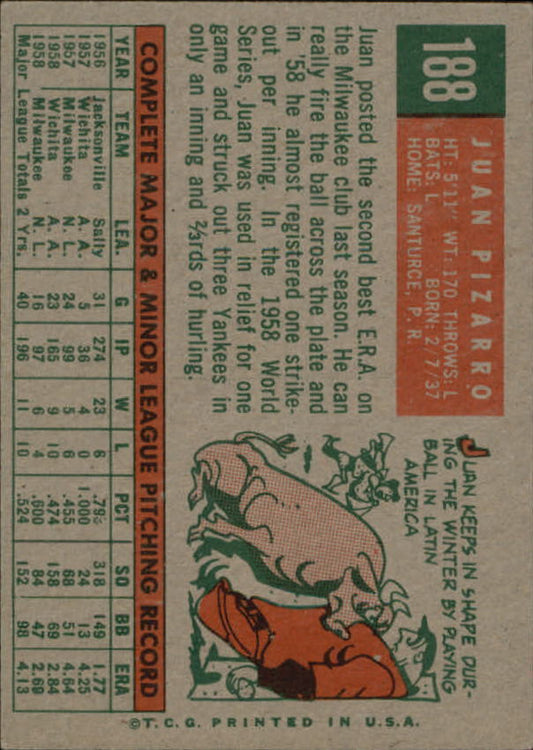 188
JUAN PIZARRO
HT: 5'11" WT: 170 THROWS: L
BATS: L BORN: 2/7/37
HOME: SANTURCE, P. R.
Juan posted the second best E.R.A. on
the Milwaukee club last season. He can
really fire the ball across the plate and
in '58 he almost registered one strike-
out per inning. In the 1958 World
Series, Juan was used in relief for one
game and struck out three Yankees in
only an inning and ⅔rds of hurling.
JUAN KEEPS IN SHAPE DUR-
ING THE WINTER BY PLAYING
BALL IN LATIN
AMERICA
COMPLETE MAJOR & MINOR LEAGUE PITCHING RECORD
YEAR TEAM LEA. G IP W L PCT SO BB ERA
1956 Jacksonville Sally 31 274 23 6 .793 318 149 1.77
1957 Wichita A. A. 5 36 4 0 1.000 24 13 4.25
1957 Milwaukee N. L. 24 99 5 6 .455 68 51 4.64
1958 Wichita A. A. 23 165 9 10 .474 158 69 2.84
1958 Milwaukee N. L. 16 97 6 4 .600 84 47 2.69
Major League Totals 2 Yrs. 40 196 11 10 .524 152 98 4.13
©T.C.G. PRINTED IN U.S.A.